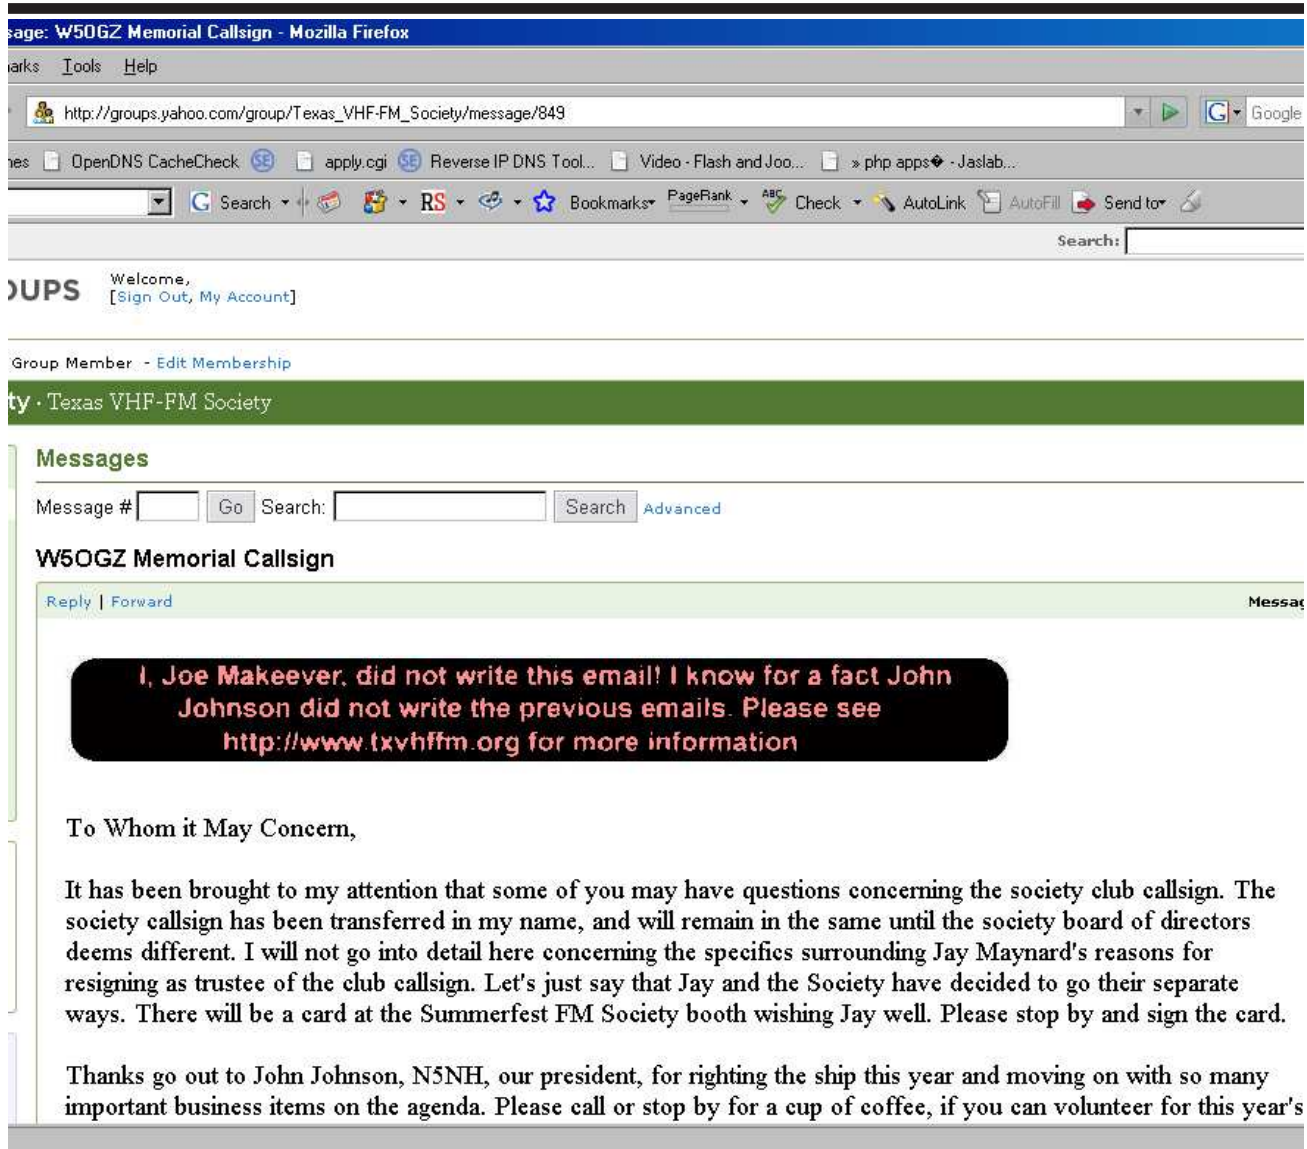 sage: W5OGZ Memorial Callsign - Mozilla Firefox
arks Tools Help
http://groups.yahoo.com/group/Texas_VHF-FM_Society/message/849 G Google
nes OpenDNS CacheCheck SE apply.cgi SE Reverse IP DNS Tool... Video - Flash and Joo... » php apps� - Jaslab...
G Search RS Bookmarks PageRank ABC Check AutoLink AutoFill Send to
Search:
OUPS Welcome,
[Sign Out, My Account]
Group Member - Edit Membership
ty · Texas VHF-FM Society
Messages
Message # Go Search: Search Advanced
W5OGZ Memorial Callsign
Reply | Forward Messag
I, Joe Makeever, did not write this email! I know for a fact John
Johnson did not write the previous emails. Please see
http://www.txvhffm.org for more information
To Whom it May Concern,
It has been brought to my attention that some of you may have questions concerning the society club callsign. The
society callsign has been transferred in my name, and will remain in the same until the society board of directors
deems different. I will not go into detail here concerning the specifics surrounding Jay Maynard's reasons for
resigning as trustee of the club callsign. Let's just say that Jay and the Society have decided to go their separate
ways. There will be a card at the Summerfest FM Society booth wishing Jay well. Please stop by and sign the card.
Thanks go out to John Johnson, N5NH, our president, for righting the ship this year and moving on with so many
important business items on the agenda. Please call or stop by for a cup of coffee, if you can volunteer for this year's